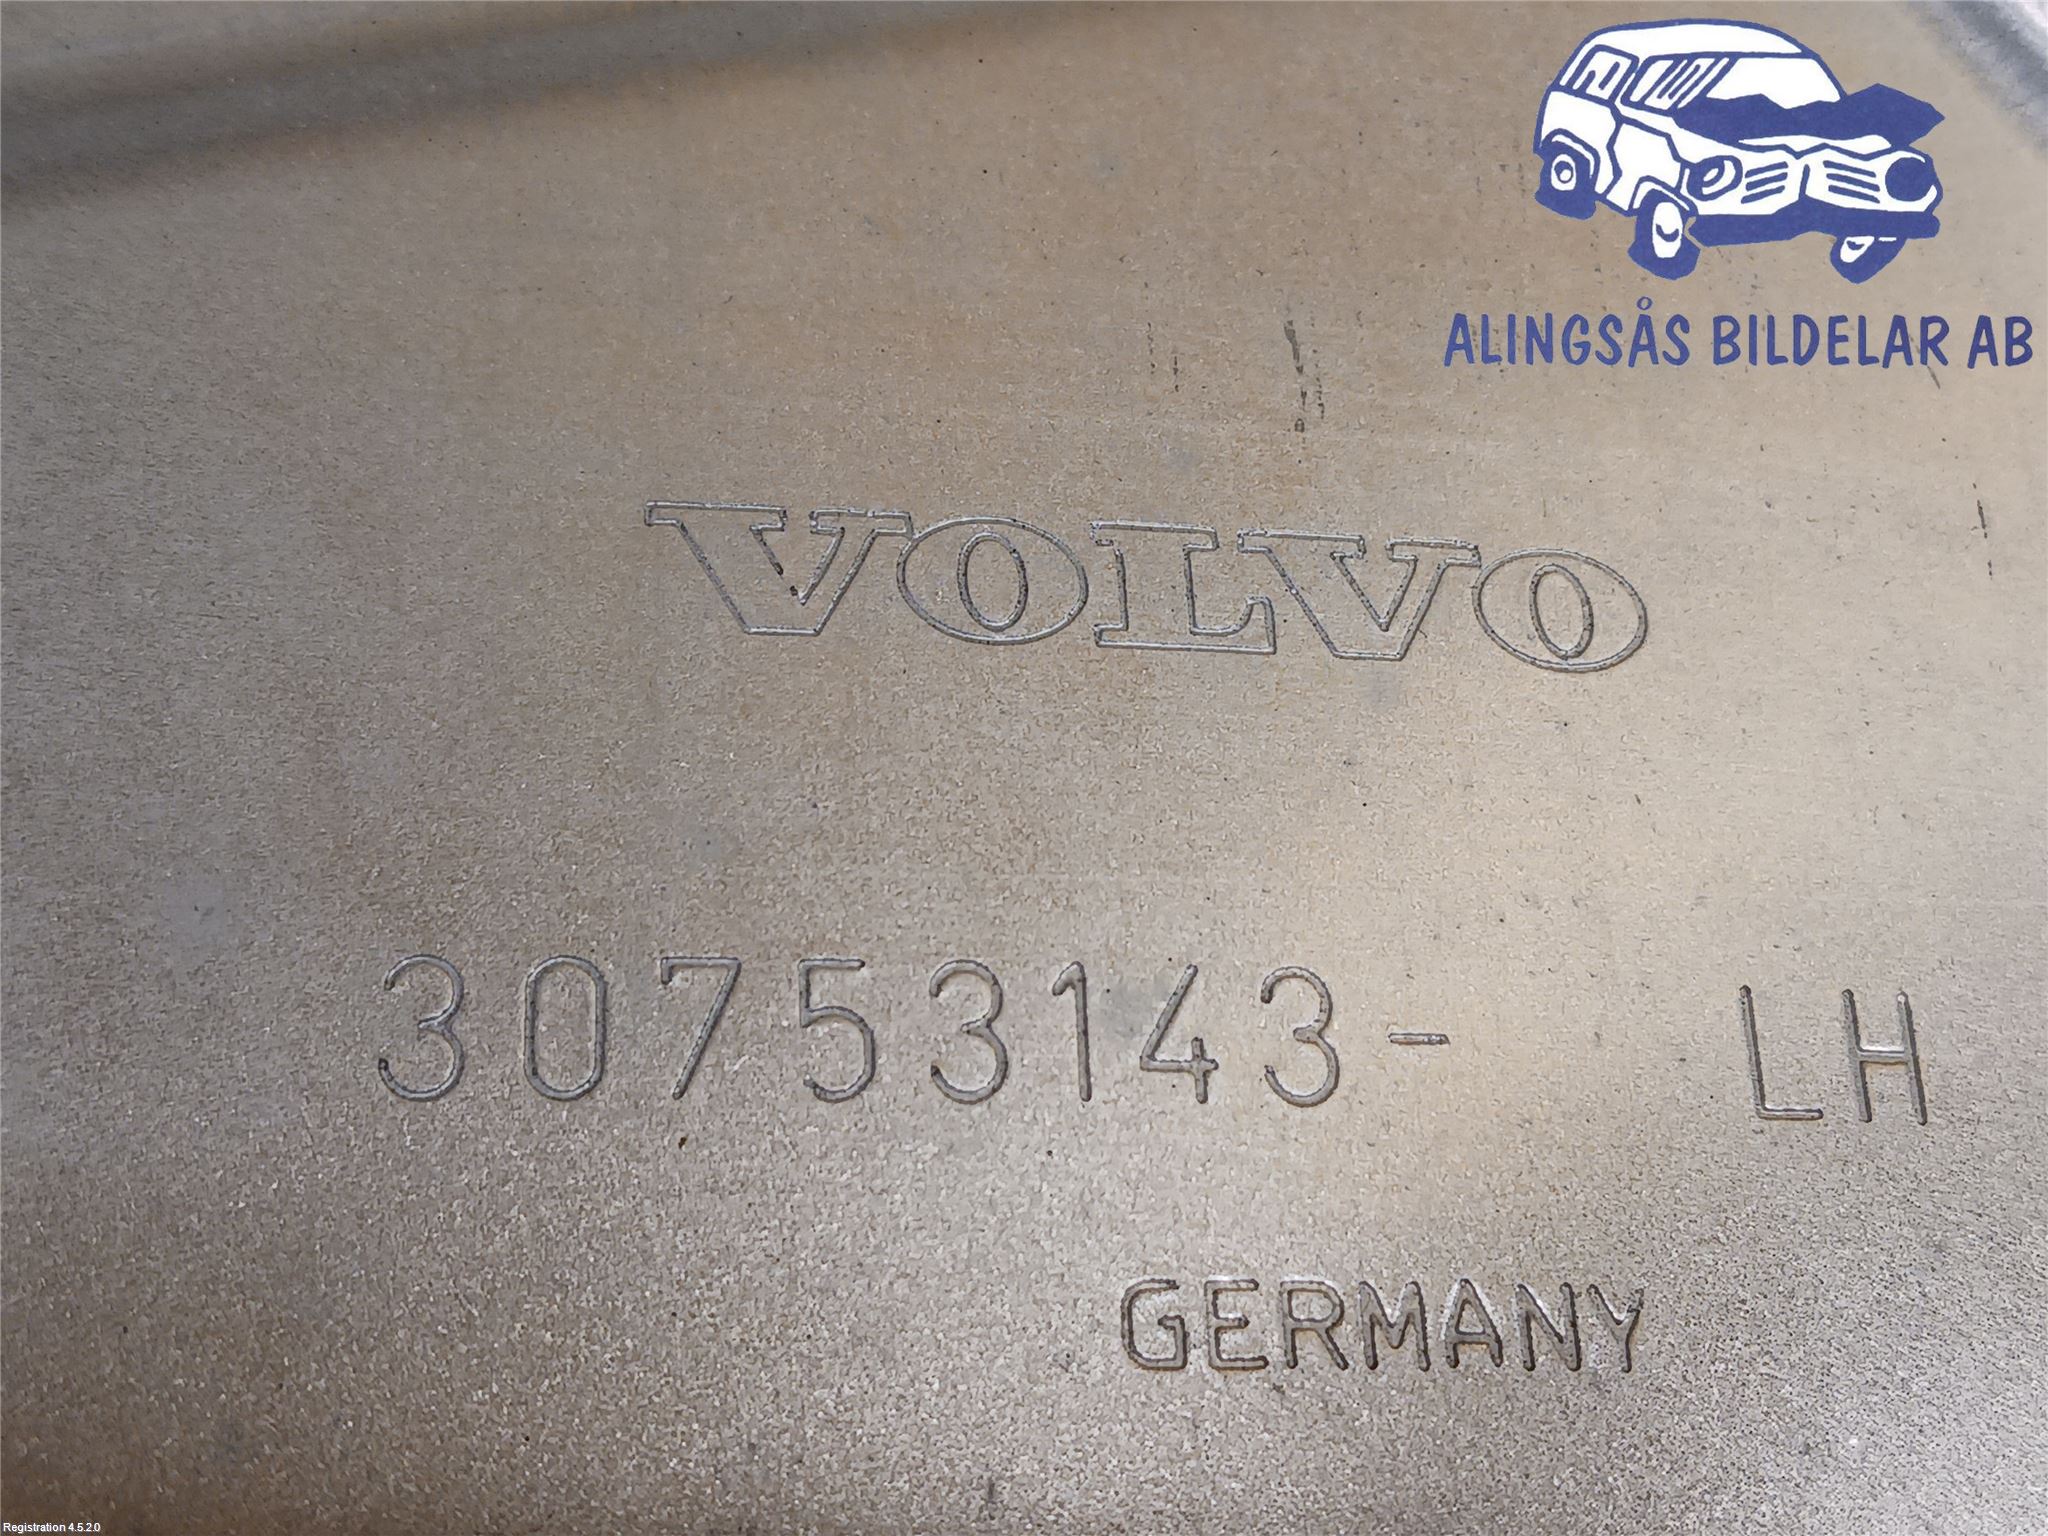 ALINGSÅS BILDELAR AB
VOLVO
30753143- LH
GERMANY
Registration 4.5.2.0